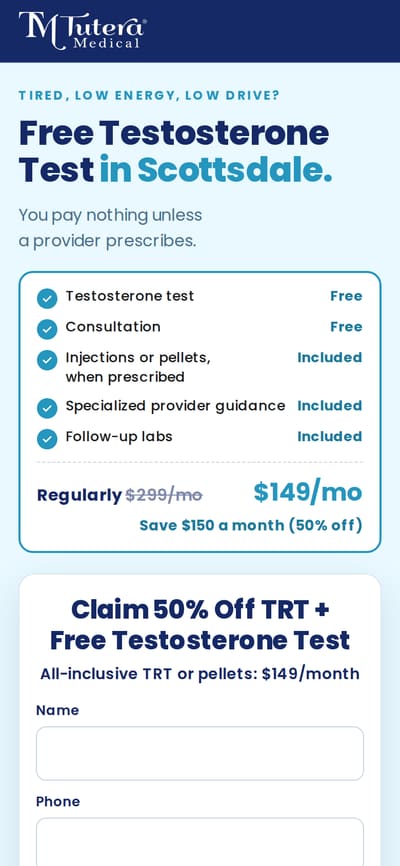 TM Tutera®
Medical
TIRED, LOW ENERGY, LOW DRIVE?
Free Testosterone
Test in Scottsdale.
You pay nothing unless
a provider prescribes.
Testosterone test Free
Consultation Free
Injections or pellets, Included
when prescribed
Specialized provider guidance Included
Follow-up labs Included
Regularly $299/mo $149/mo
Save $150 a month (50% off)
Claim 50% Off TRT +
Free Testosterone Test
All-inclusive TRT or pellets: $149/month
Name
Phone